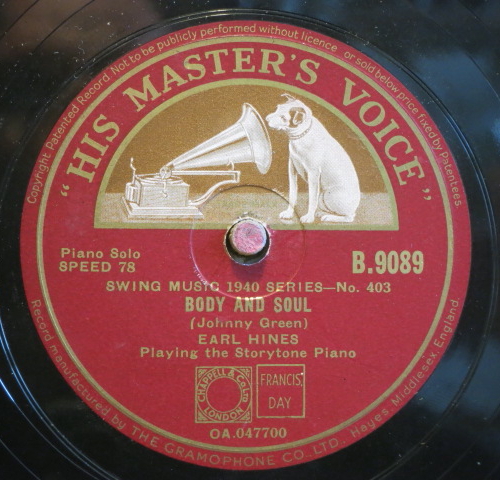 Copyright Patented Record. Not to be publicly performed without licence or sold below price fixed by patentees.
"HIS MASTER'S VOICE"
Piano Solo
SPEED 78
B.9089
SWING MUSIC 1940 SERIES—No. 403
BODY AND SOUL
(Johnny Green)
EARL HINES
Playing the Storytone Piano
CHAPPELL & Co LTD
LONDON
FRANCIS,
DAY
OA.047700
Record manufactured by THE GRAMOPHONE CO. LTD., Hayes Middlesex England.